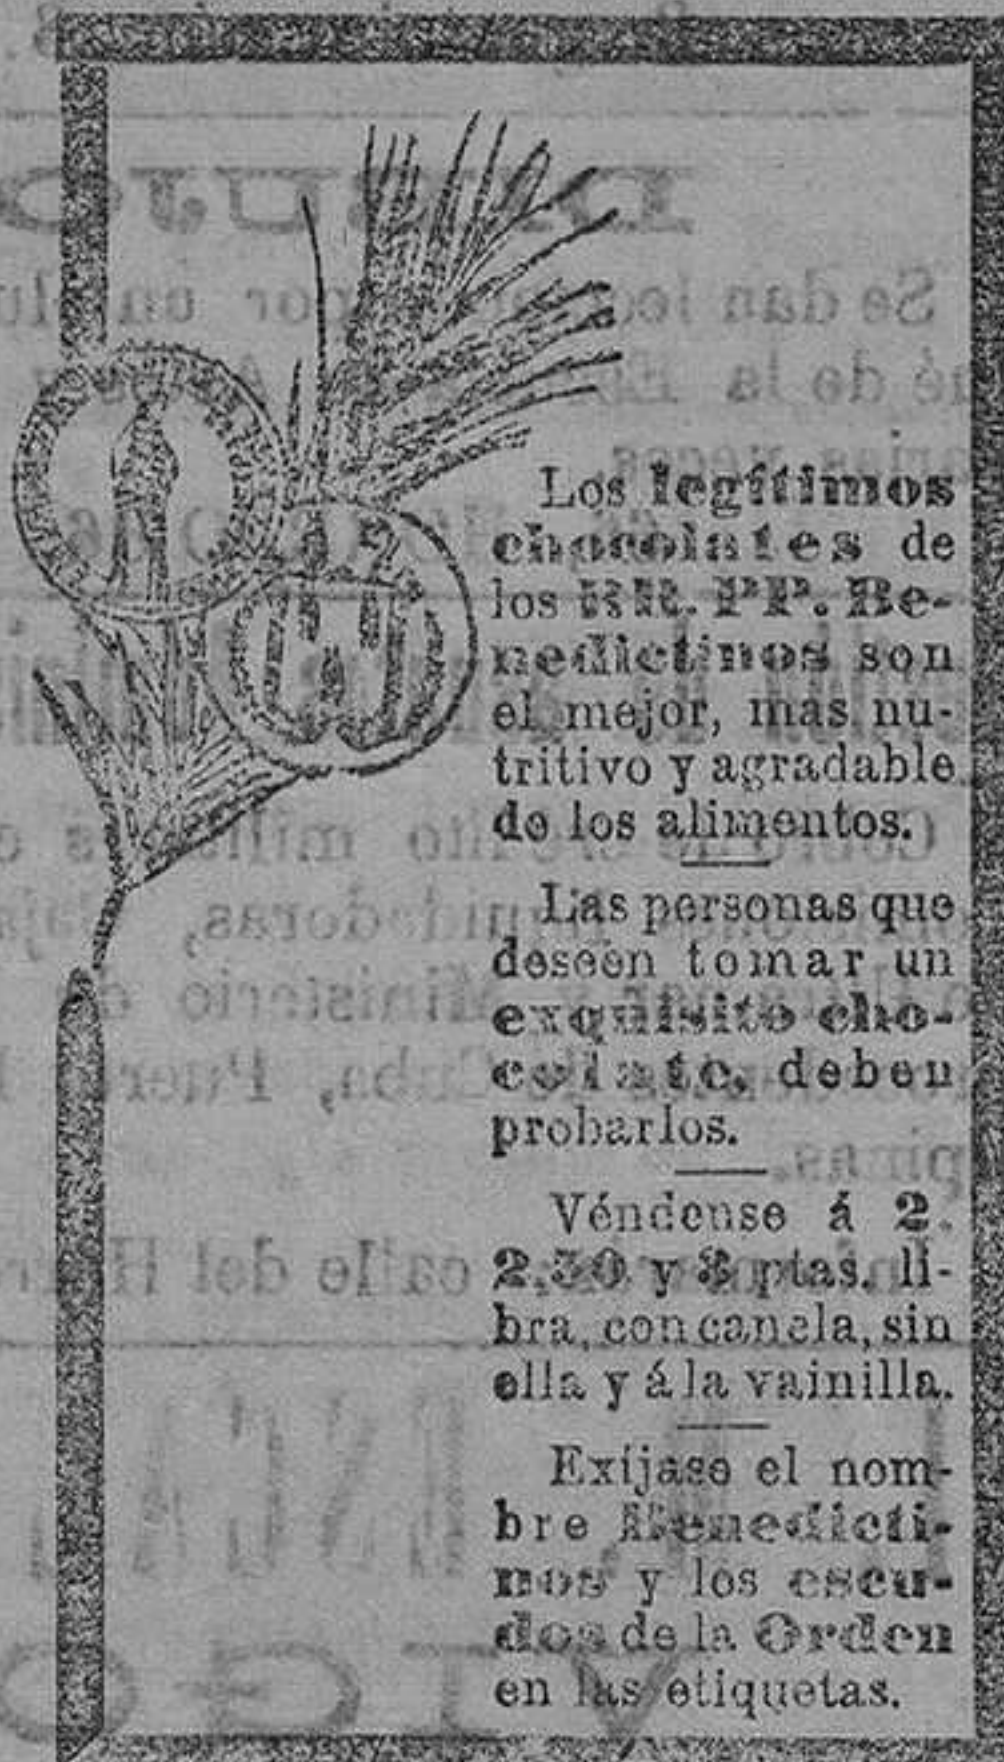 Los legítimos
chocolates de
los RR. PP. Be-
nedictinos son
el mejor, mas nu-
tritivo y agradable
de los alimentos.
Las personas que
deseen tomar un
exquisito cho-
colate, deben
probarlos.
Véndense á 2.
2,50 y 3 ptas. li-
bra, con canela, sin
ella y á la vainilla.
Exíjase el nom-
bre Benedicti-
nos y los escu-
dos de la Orden
en las etiquetas.